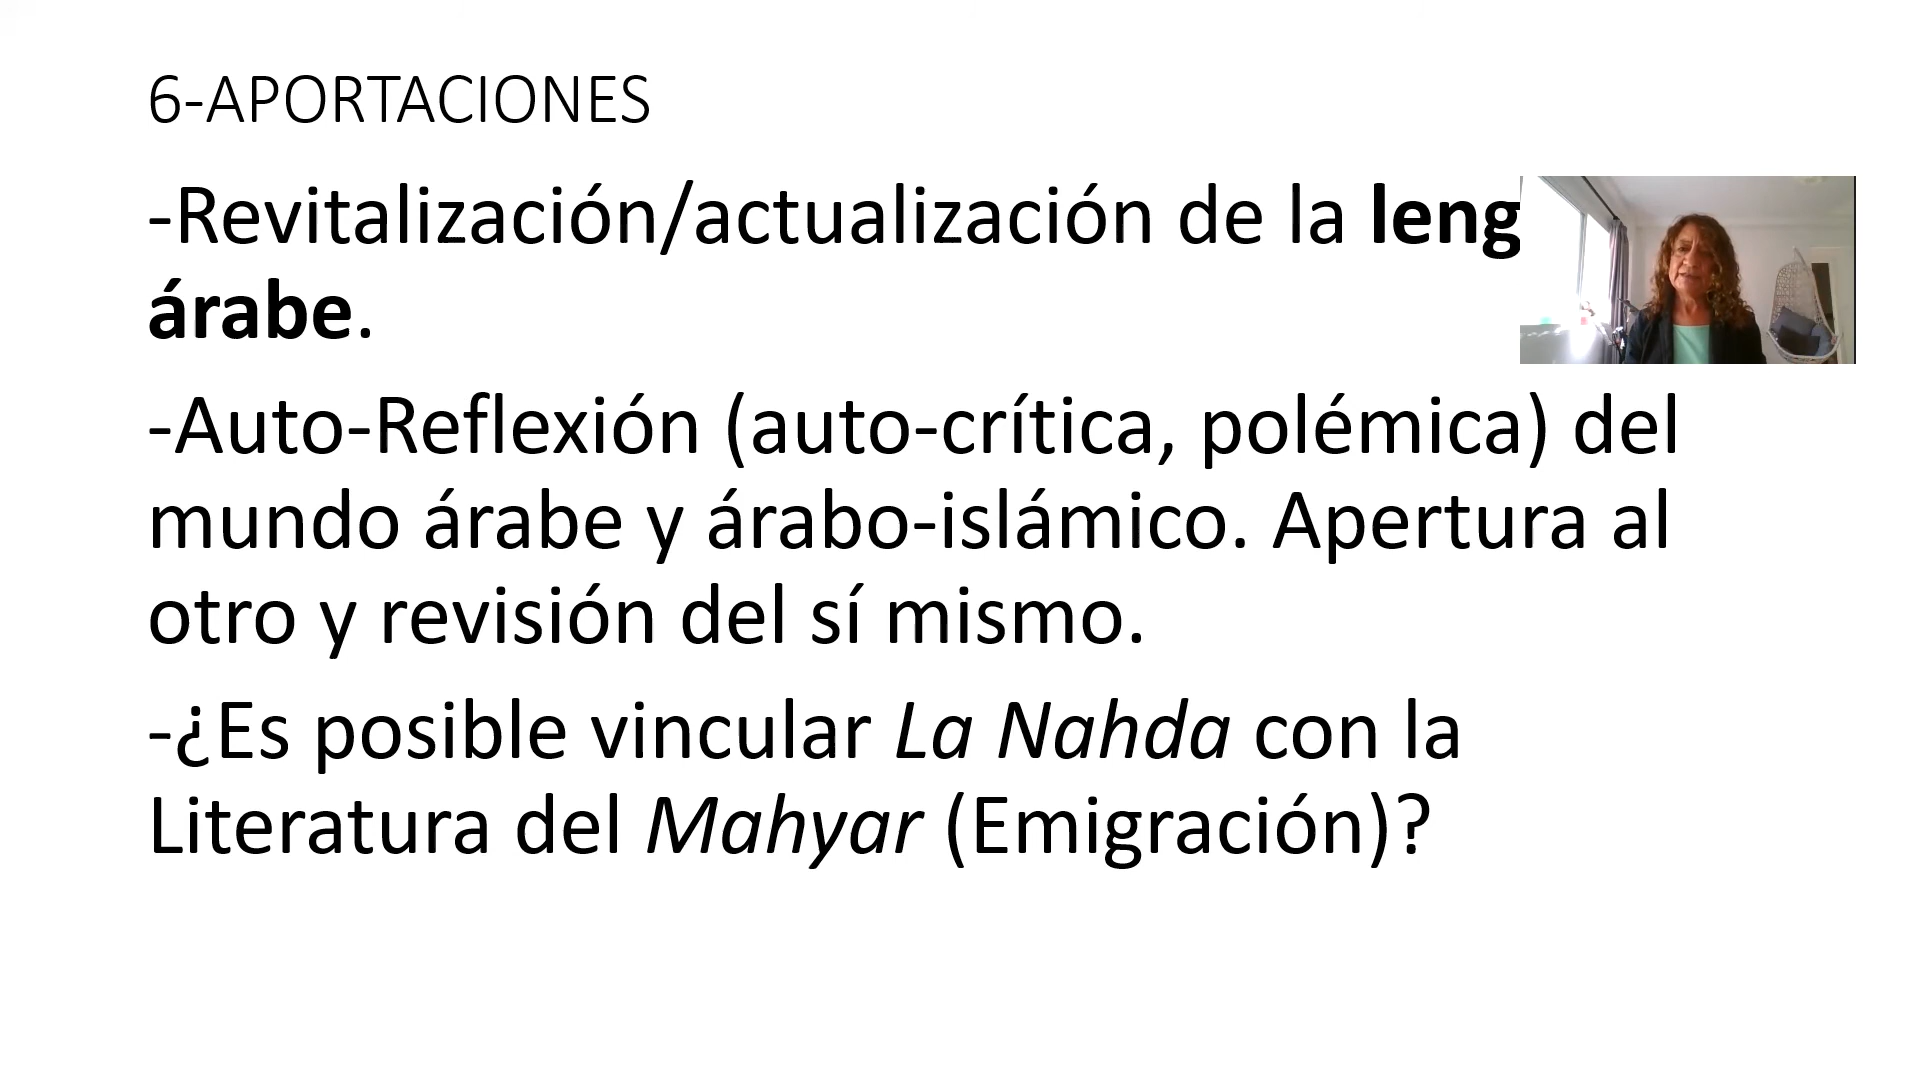 6-APORTACIONES
-Revitalización/actualización de la leng
árabe.
-Auto-Reflexión (auto-crítica, polémica) del
mundo árabe y árabo-islámico. Apertura al
otro y revisión del sí mismo.
-¿Es posible vincular La Nahda con la
Literatura del Mahyar (Emigración)?